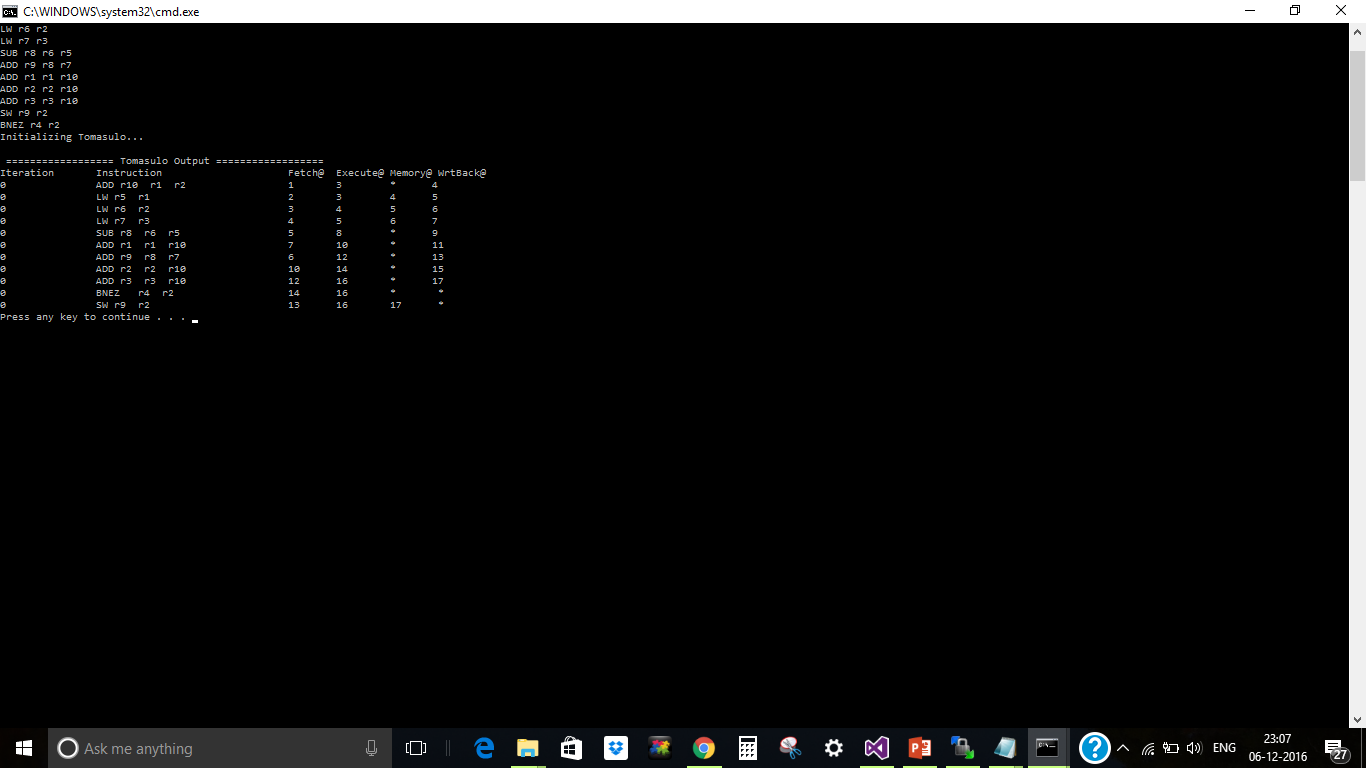 C:\WINDOWS\system32\cmd.exe
LW r6 r2
LW r7 r3
SUB r8 r6 r5
ADD r9 r8 r7
ADD r1 r1 r10
ADD r2 r2 r10
ADD r3 r3 r10
SW r9 r2
BNEZ r4 r2
Initializing Tomasulo...
================== Tomasulo Output ==================
Iteration Instruction Fetch@ Execute@ Memory@ WrtBack@
0 ADD r10 r1 r2 1 3 * 4
0 LW r5 r1 2 3 4 5
0 LW r6 r2 3 4 5 6
0 LW r7 r3 4 5 6 7
0 SUB r8 r6 r5 5 8 * 9
0 ADD r1 r1 r10 7 10 * 11
0 ADD r9 r8 r7 6 12 * 13
0 ADD r2 r2 r10 10 14 * 15
0 ADD r3 r3 r10 12 16 * 17
0 BNEZ r4 r2 14 16 * *
0 SW r9 r2 13 16 17 *
Press any key to continue . . .
Ask me anything
ENG
23:07
06-12-2016
27